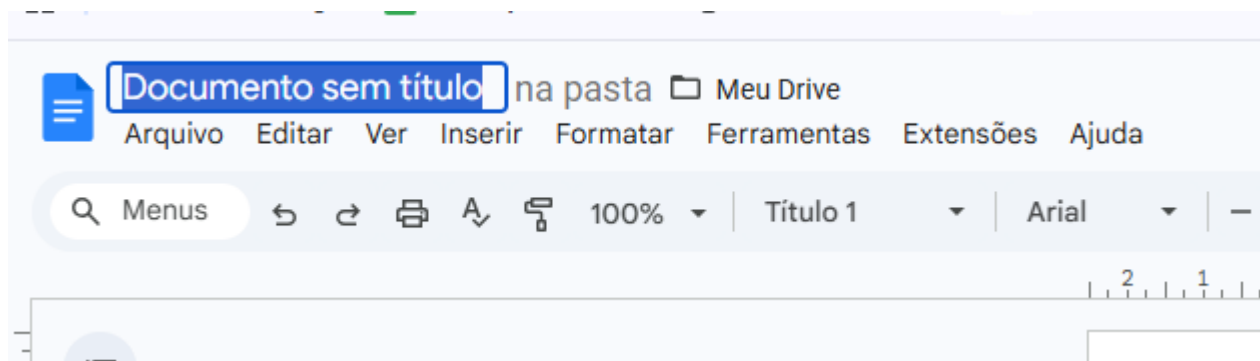 Documento sem título na pasta Meu Drive
Arquivo Editar Ver Inserir Formatar Ferramentas Extensões Ajuda
Menus 100% Título 1 Arial
2 1